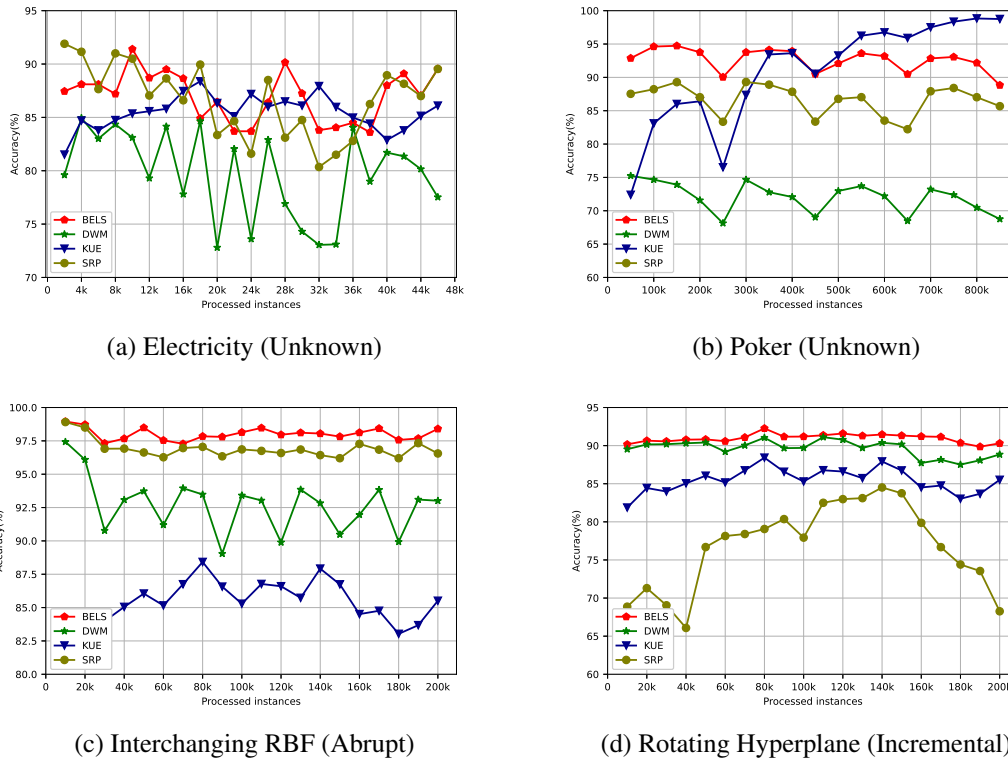 95
90
85
80
75
70
Accuracy(%)
BELS
DWM
KUE
SRP
0 4k 8k 12k 16k 20k 24k 28k 32k 36k 40k 44k 48k
Processed instances
(a) Electricity (Unknown)
100
95
90
85
80
75
70
65
60
Accuracy(%)
BELS
DWM
KUE
SRP
0 100k 200k 300k 400k 500k 600k 700k 800k
Processed instances
(b) Poker (Unknown)
100.0
97.5
95.0
92.5
90.0
87.5
85.0
82.5
80.0
Accuracy(%)
BELS
DWM
KUE
SRP
0 20k 40k 60k 80k 100k 120k 140k 160k 180k 200k
Processed instances
(c) Interchanging RBF (Abrupt)
95
90
85
80
75
70
65
60
Accuracy(%)
BELS
DWM
KUE
SRP
0 20k 40k 60k 80k 100k 120k 140k 160k 180k 200k
Processed instances
(d) Rotating Hyperplane (Incremental)